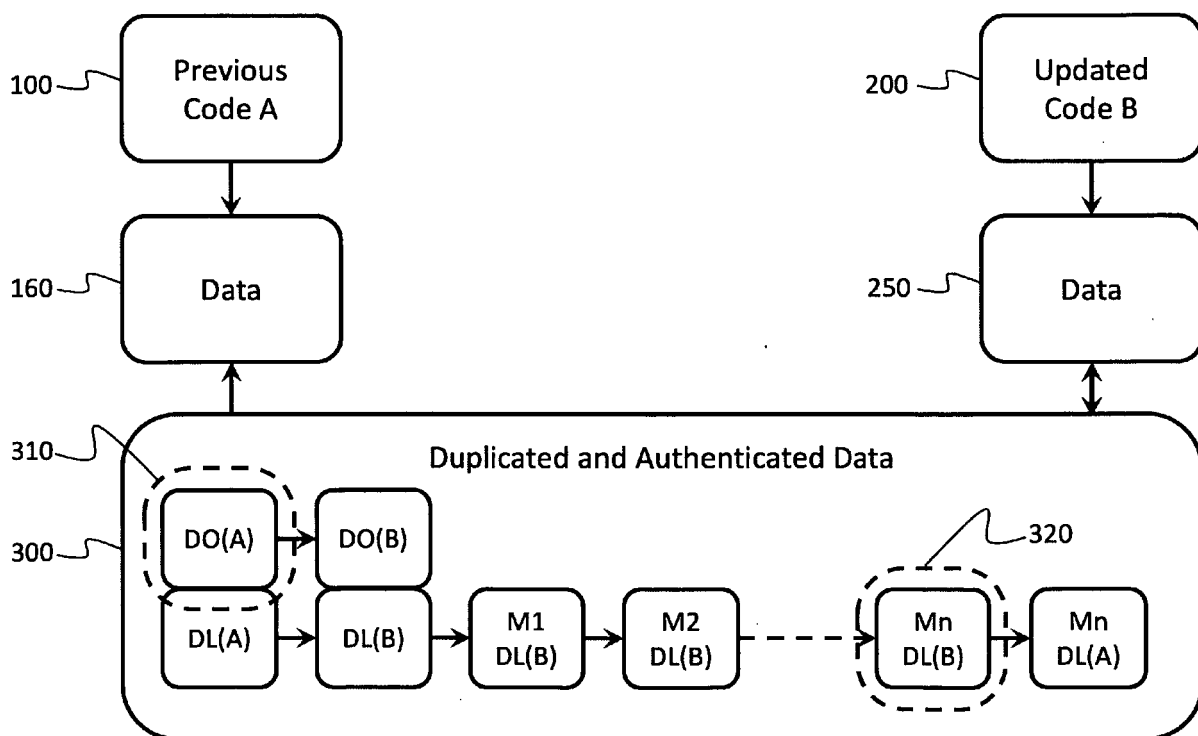 100
Previous
Code A
200
Updated
Code B
160
Data
250
Data
310
Duplicated and Authenticated Data
300
DO(A)
DO(B)
320
DL(A)
DL(B)
M1
DL(B)
M2
DL(B)
Mn
DL(B)
Mn
DL(A)